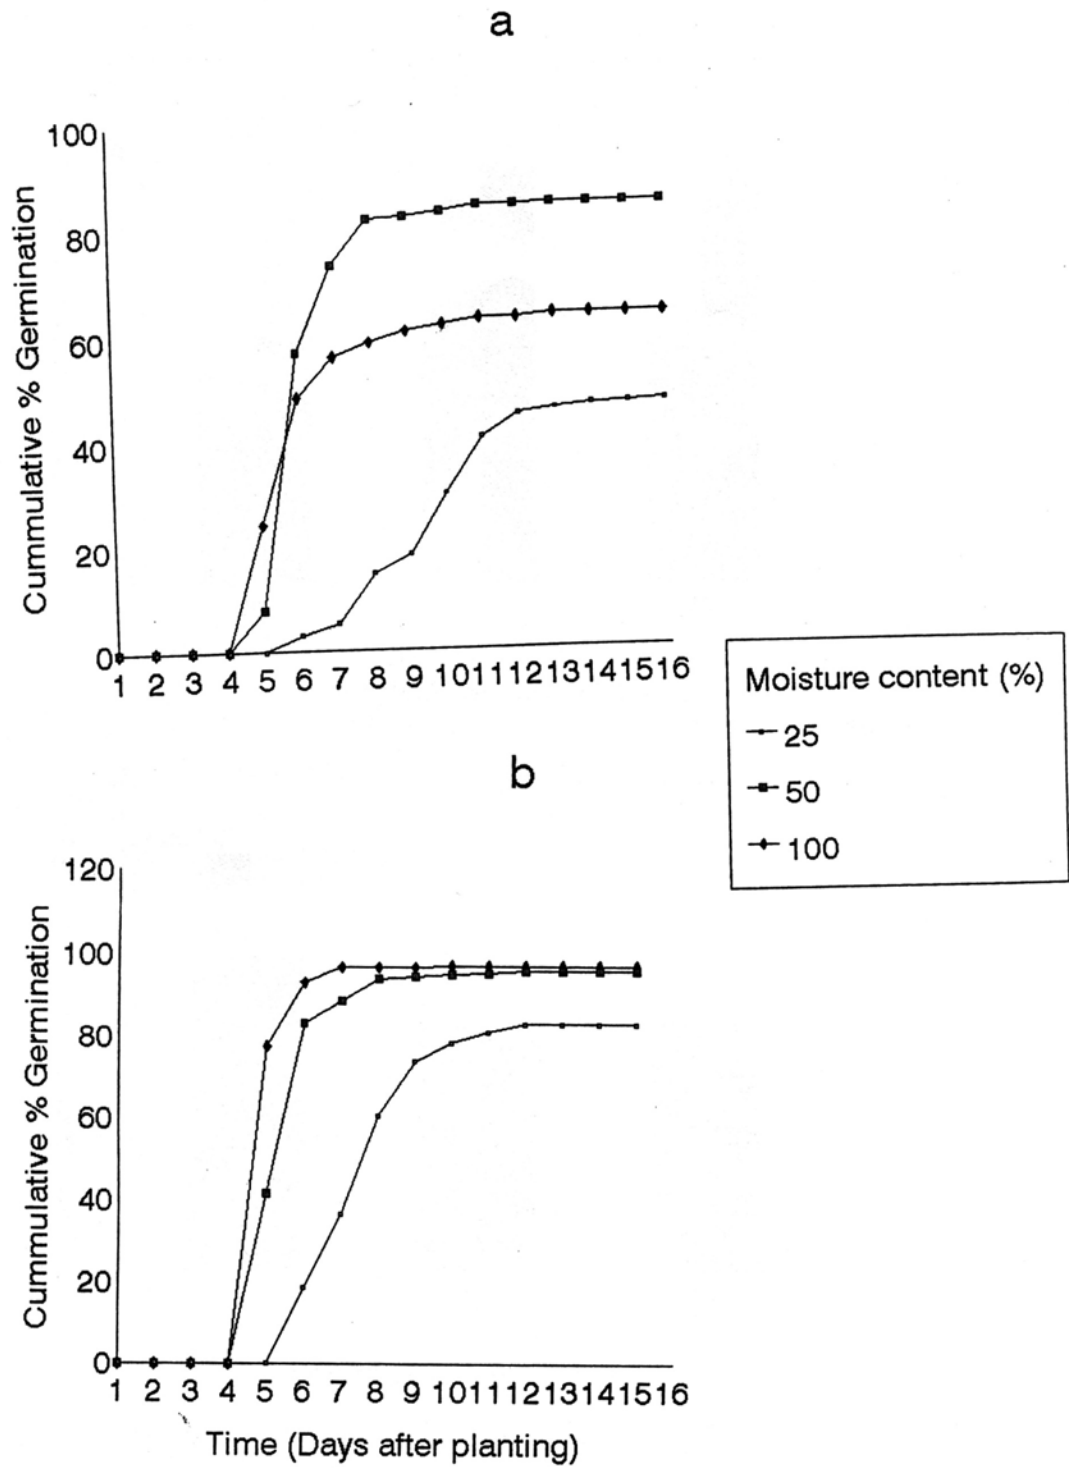 a
100
80
60
40
20
0
Cummulative % Germination
1 2 3 4 5 6 7 8 9 10 11 12 13 14 15 16
Moisture content (%)
25
50
100
b
120
100
80
60
40
20
0
Cummulative % Germination
1 2 3 4 5 6 7 8 9 10 11 12 13 14 15 16
Time (Days after planting)